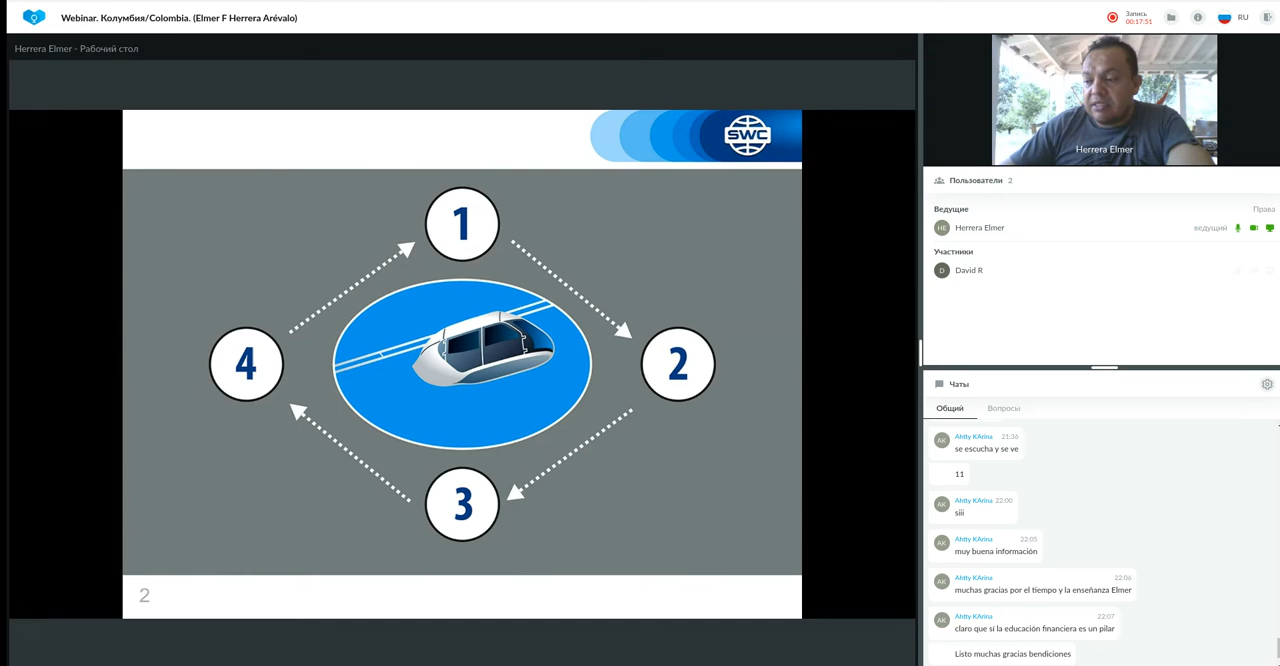 Webinar. Колумбия/Colombia. (Elmer F Herrera Arévalo)
Запись
00:17:51
RU
Herrera Elmer - Рабочий стол
SWC
1
2
3
4
2
Herrera Elmer
Пользователи 2
Ведущие Права
HE Herrera Elmer ведущий
Участники
D David R
Чаты
Общий Вопросы
AK Ahtty KArina 21:36
se escucha y se ve
11
AK Ahtty KArina 22:00
siii
AK Ahtty KArina 22:05
muy buena información
AK Ahtty KArina 22:06
muchas gracias por el tiempo y la enseñanza Elmer
AK Ahtty KArina 22:07
claro que sí la educación financiera es un pilar
Listo muchas gracias bendiciones